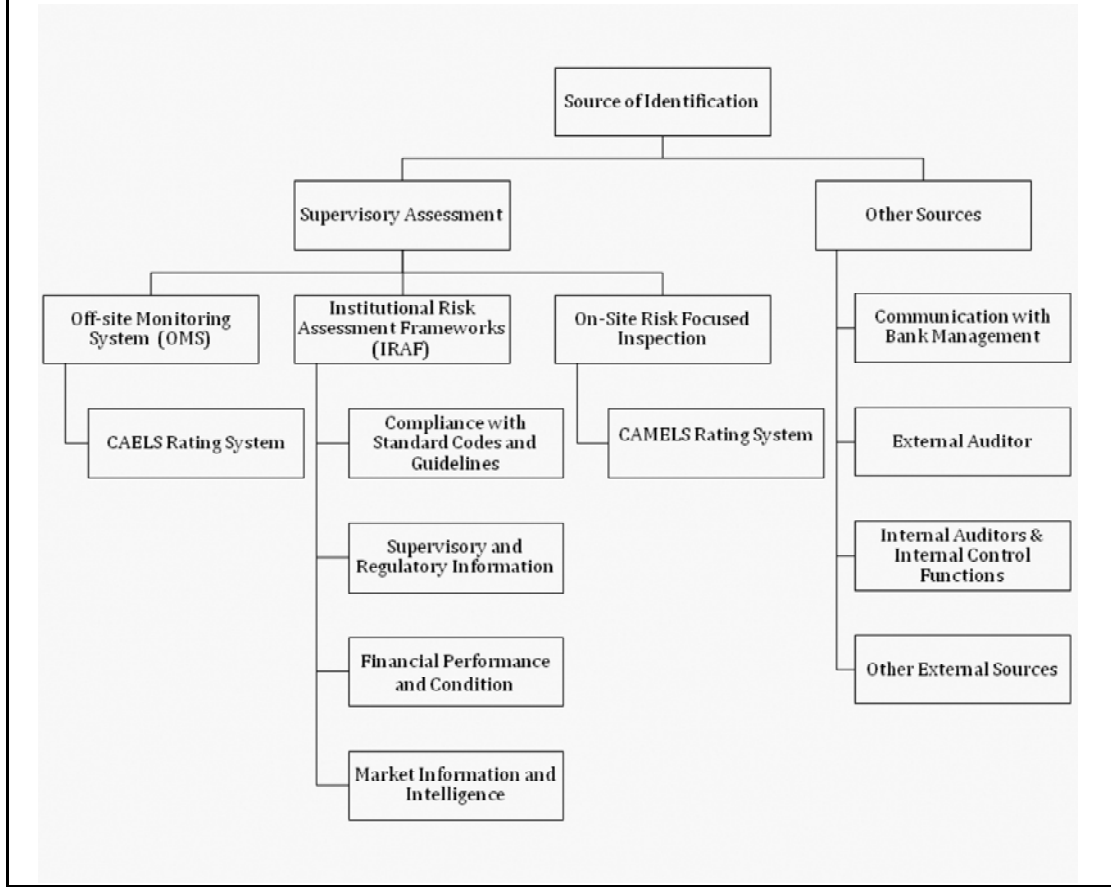 Source of Identification
Supervisory Assessment
Other Sources
Off-site Monitoring
System (OMS)
Institutional Risk
Assessment Frameworks
(IRAF)
On-Site Risk Focused
Inspection
Communication with
Bank Management
CAELS Rating System
Compliance with
Standard Codes and
Guidelines
CAMELS Rating System
External Auditor
Supervisory and
Regulatory Information
Internal Auditors &
Internal Control
Functions
Financial Performance
and Condition
Other External Sources
Market Information and
Intelligence